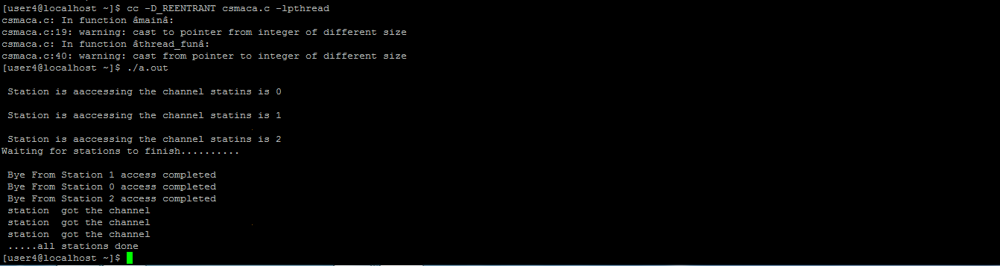 [user4@localhost ~]$ cc -D_REENTRANT csmaca.c -lpthread
csmaca.c: In function âmainâ:
csmaca.c:19: warning: cast to pointer from integer of different size
csmaca.c: In function âthread_funâ:
csmaca.c:40: warning: cast from pointer to integer of different size
[user4@localhost ~]$ ./a.out
Station is aaccessing the channel statins is 0
Station is aaccessing the channel statins is 1
Station is aaccessing the channel statins is 2
Waiting for stations to finish..........
Bye From Station 1 access completed
Bye From Station 0 access completed
Bye From Station 2 access completed
station  got the channel
station  got the channel
station  got the channel
.....all stations done
[user4@localhost ~]$